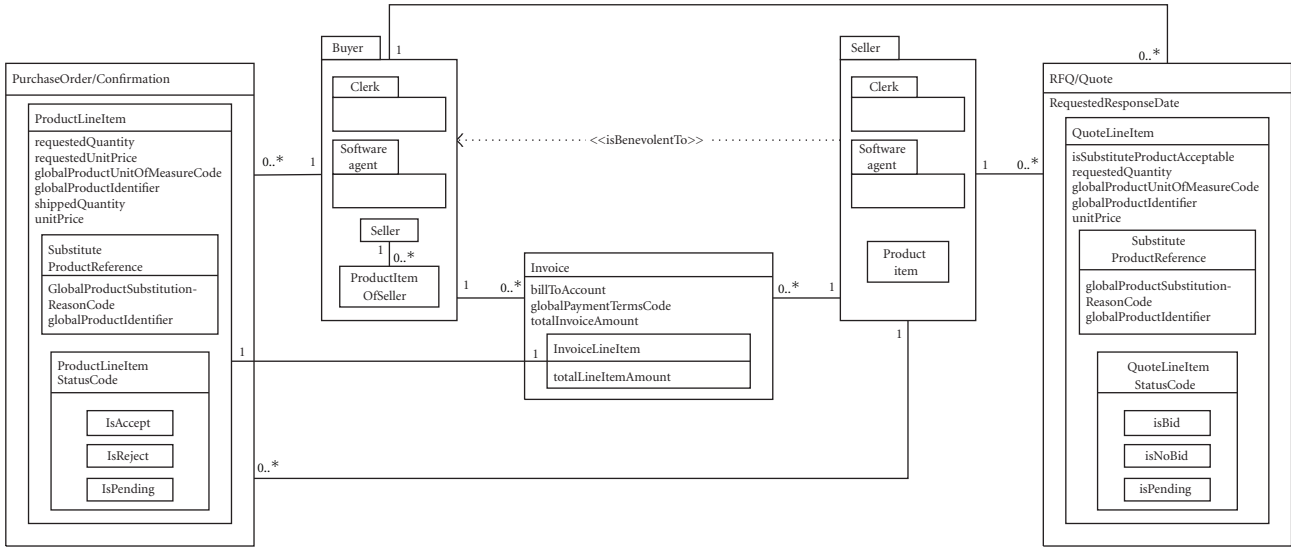 PurchaseOrder/Confirmation
ProductLineItem
requestedQuantity
requestedUnitPrice
globalProductUnitOfMeasureCode
globalProductIdentifier
shippedQuantity
unitPrice
Substitute
ProductReference
GlobalProductSubstitution-
ReasonCode
globalProductIdentifier
ProductLineItem
StatusCode
IsAccept
IsReject
IsPending
0..*
1
Buyer
1
Clerk
Software
agent
Seller
1
0..*
ProductItem
OfSeller
<<isBenevolentTo>>
1
0..*
Invoice
billToAccount
globalPaymentTermsCode
totalInvoiceAmount
InvoiceLineItem
totalLineItemAmount
1
1
0..*
1
0..*
1
Seller
Clerk
Software
agent
Product
item
1
0..*
0..*
RFQ/Quote
RequestedResponseDate
QuoteLineItem
isSubstituteProductAcceptable
requestedQuantity
globalProductUnitOfMeasureCode
globalProductIdentifier
unitPrice
Substitute
ProductReference
globalProductSubstitution-
ReasonCode
globalProductIdentifier
QuoteLineItem
StatusCode
isBid
isNoBid
isPending